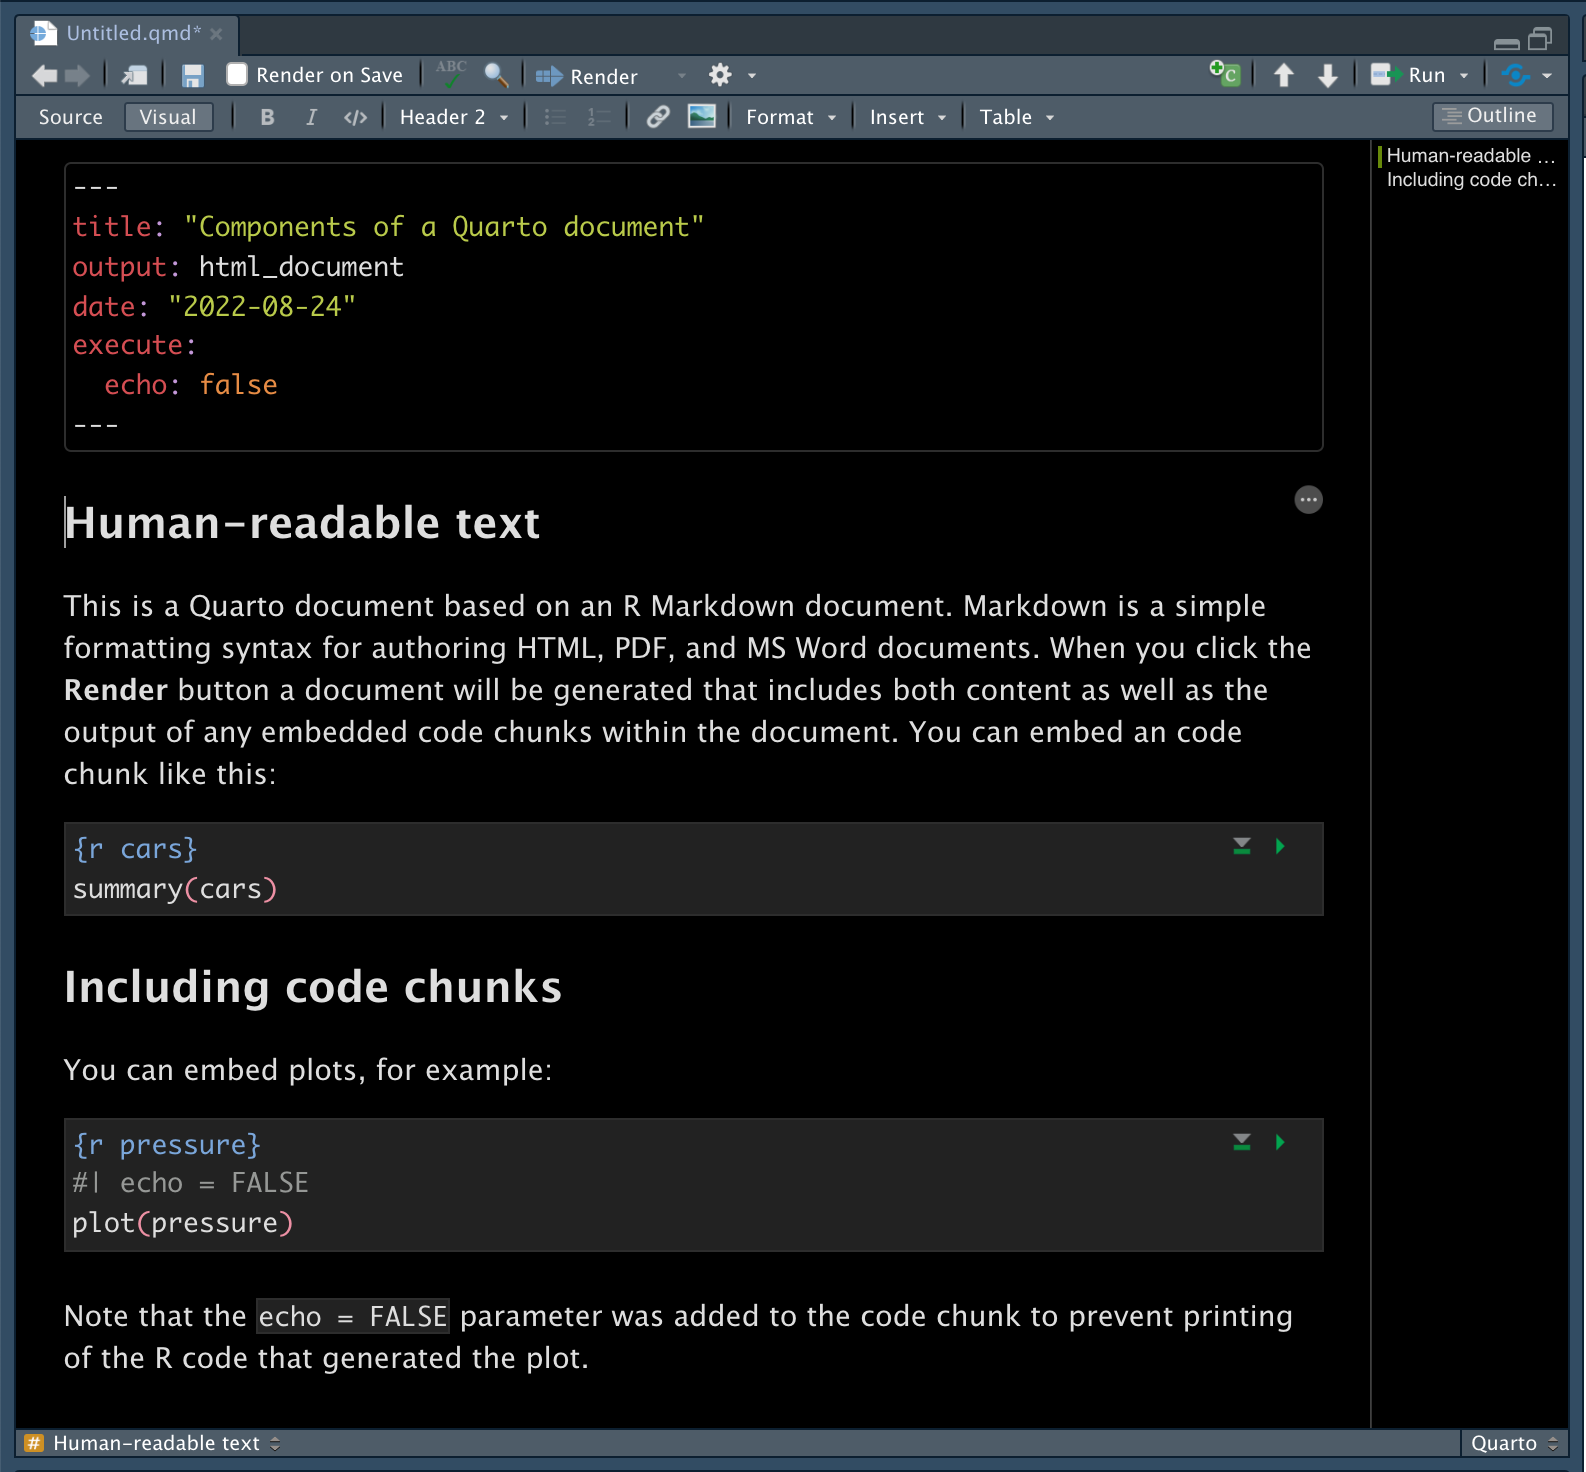 Untitled.qmd*
Render on Save ABC Render Run
Source Visual B I </> Header 2 Format Insert Table Outline
Human-readable ...
Including code ch...
---
title: "Components of a Quarto document"
output: html_document
date: "2022-08-24"
execute:
  echo: false
---
Human-readable text
This is a Quarto document based on an R Markdown document. Markdown is a simple
formatting syntax for authoring HTML, PDF, and MS Word documents. When you click the
Render button a document will be generated that includes both content as well as the
output of any embedded code chunks within the document. You can embed an code
chunk like this:
{r cars}
summary(cars)
Including code chunks
You can embed plots, for example:
{r pressure}
#| echo = FALSE
plot(pressure)
Note that the echo = FALSE parameter was added to the code chunk to prevent printing
of the R code that generated the plot.
# Human-readable text
Quarto